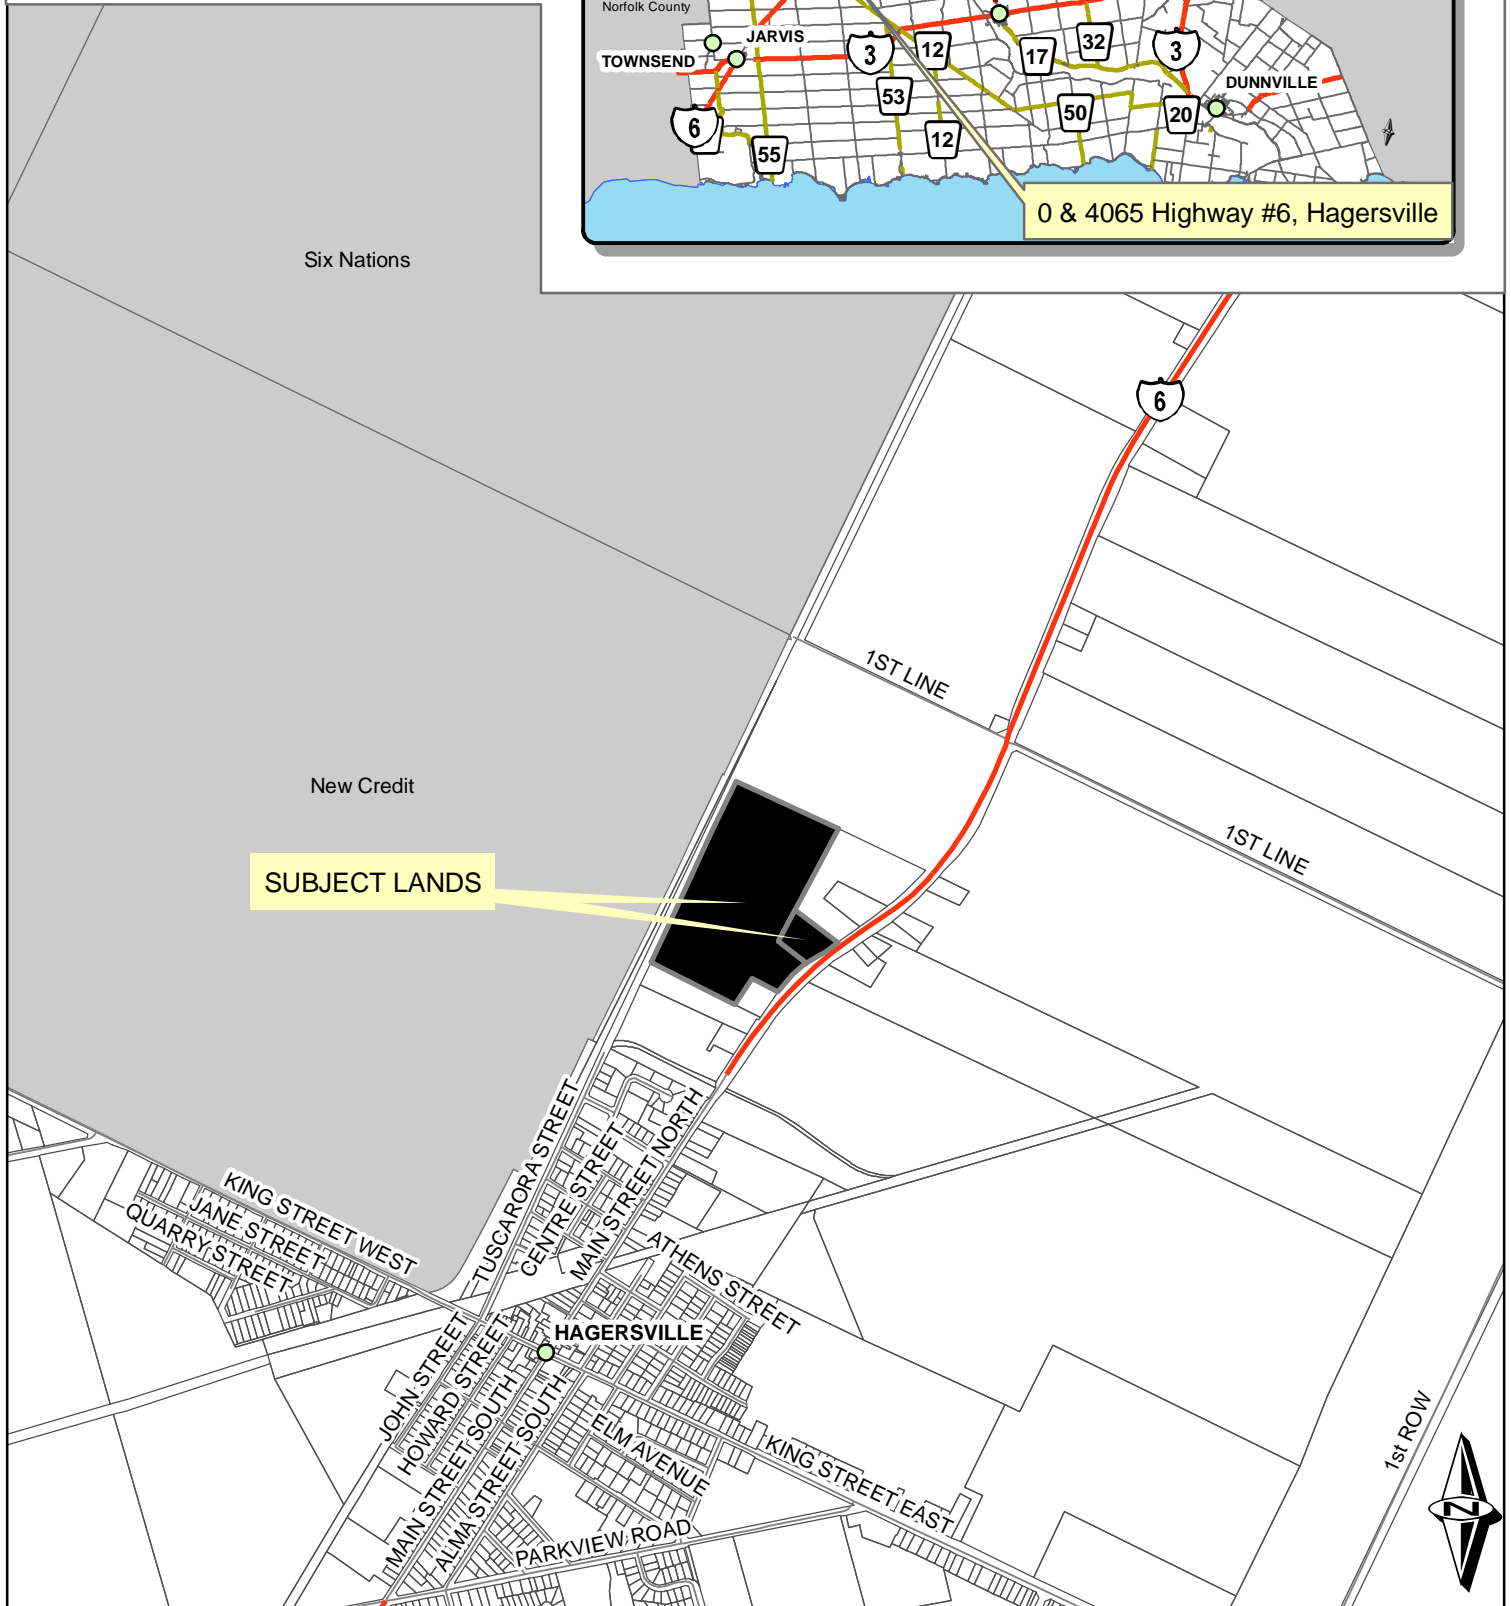 Norfolk County
JARVIS
TOWNSEND
3
12
17
32
3
DUNNVILLE
53
50
20
6
12
55
0 & 4065 Highway #6, Hagersville
Six Nations
6
1ST LINE
New Credit
1ST LINE
SUBJECT LANDS
TUSCARORA STREET
CENTRE STREET
MAIN STREET NORTH
KING STREET WEST
JANE STREET
QUARRY STREET
ATHENS STREET
HAGERSVILLE
JOHN STREET
HOWARD STREET
MAIN STREET SOUTH
ALMA STREET SOUTH
ELM AVENUE
KING STREET EAST
PARKVIEW ROAD
1st ROW
N